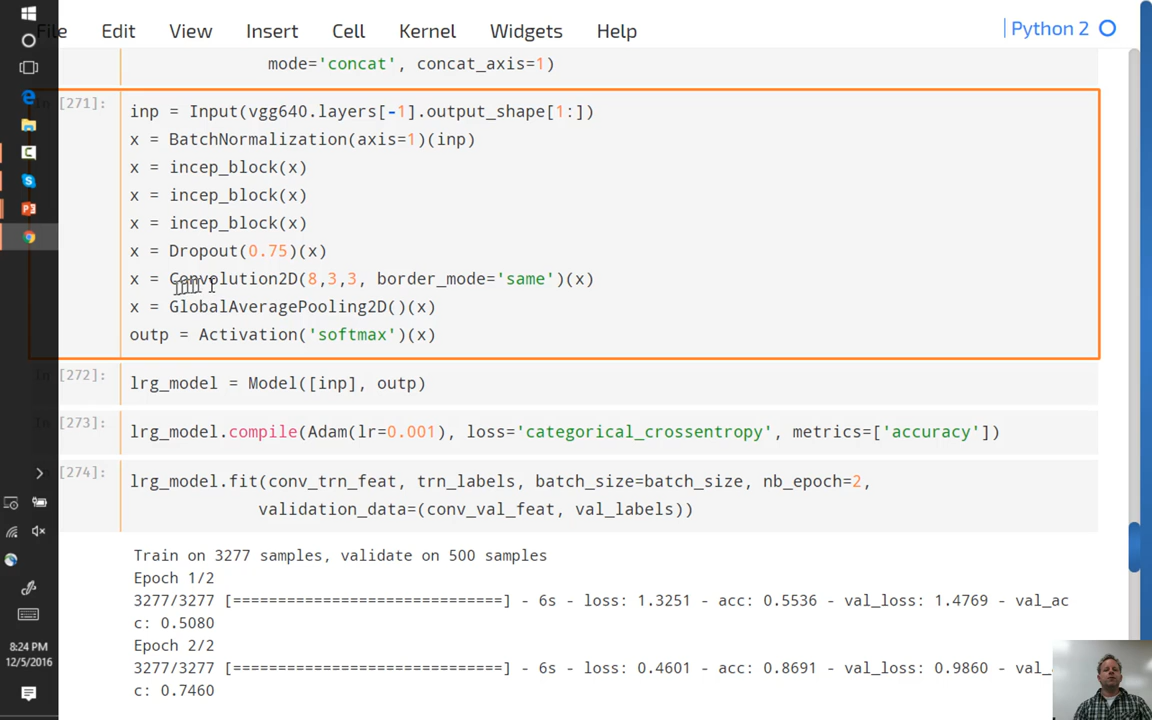 File Edit View Insert Cell Kernel Widgets Help Python 2
mode='concat', concat_axis=1)
In [271]:
inp = Input(vgg640.layers[-1].output_shape[1:])
x = BatchNormalization(axis=1)(inp)
x = incep_block(x)
x = incep_block(x)
x = incep_block(x)
x = Dropout(0.75)(x)
x = Convolution2D(8,3,3, border_mode='same')(x)
x = GlobalAveragePooling2D()(x)
outp = Activation('softmax')(x)
In [272]:
lrg_model = Model([inp], outp)
In [273]:
lrg_model.compile(Adam(lr=0.001), loss='categorical_crossentropy', metrics=['accuracy'])
In [274]:
lrg_model.fit(conv_trn_feat, trn_labels, batch_size=batch_size, nb_epoch=2,
validation_data=(conv_val_feat, val_labels))
Train on 3277 samples, validate on 500 samples
Epoch 1/2
3277/3277 [==============================] - 6s - loss: 1.3251 - acc: 0.5536 - val_loss: 1.4769 - val_ac
c: 0.5080
Epoch 2/2
3277/3277 [==============================] - 6s - loss: 0.4601 - acc: 0.8691 - val_loss: 0.9860 - val_
c: 0.7460
8:24 PM
12/5/2016